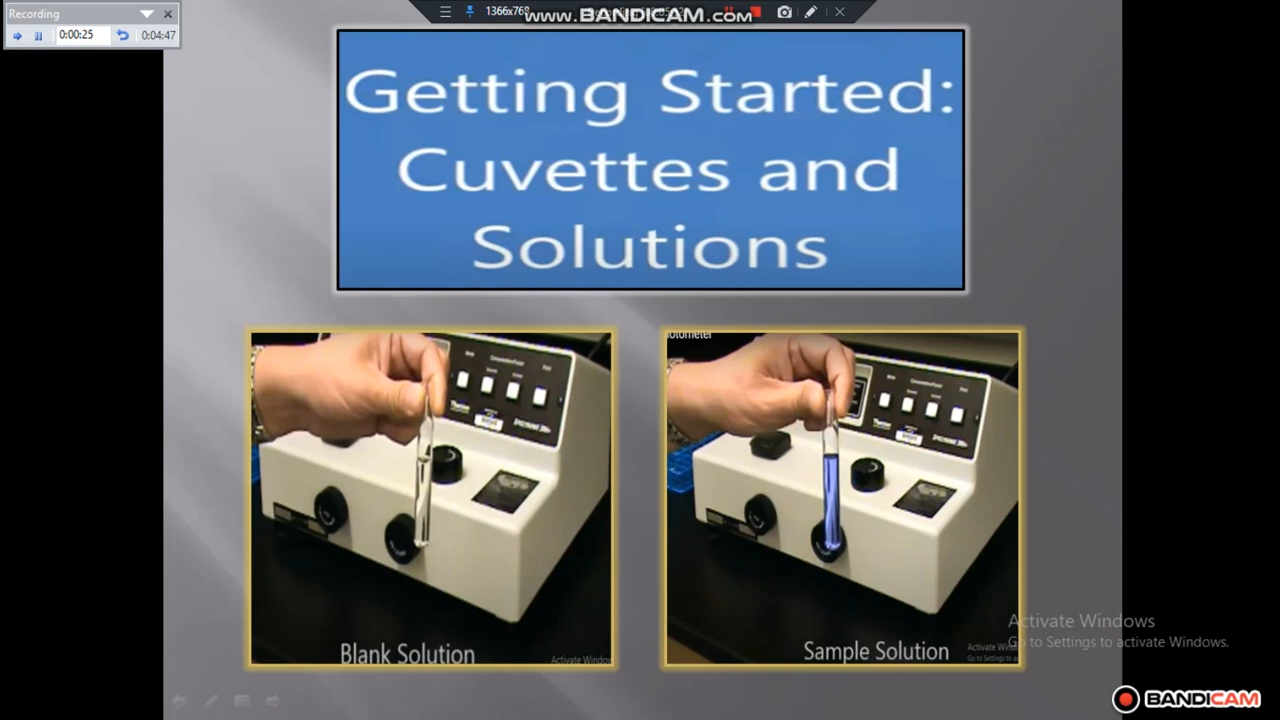 Recording
0:00:25
0:04:47
1366x768
www.BANDICAM.com
Getting Started:
Cuvettes and
Solutions
Blank Solution
Sample Solution
Activate Windows
Go to Settings to activate Windows.
BANDICAM